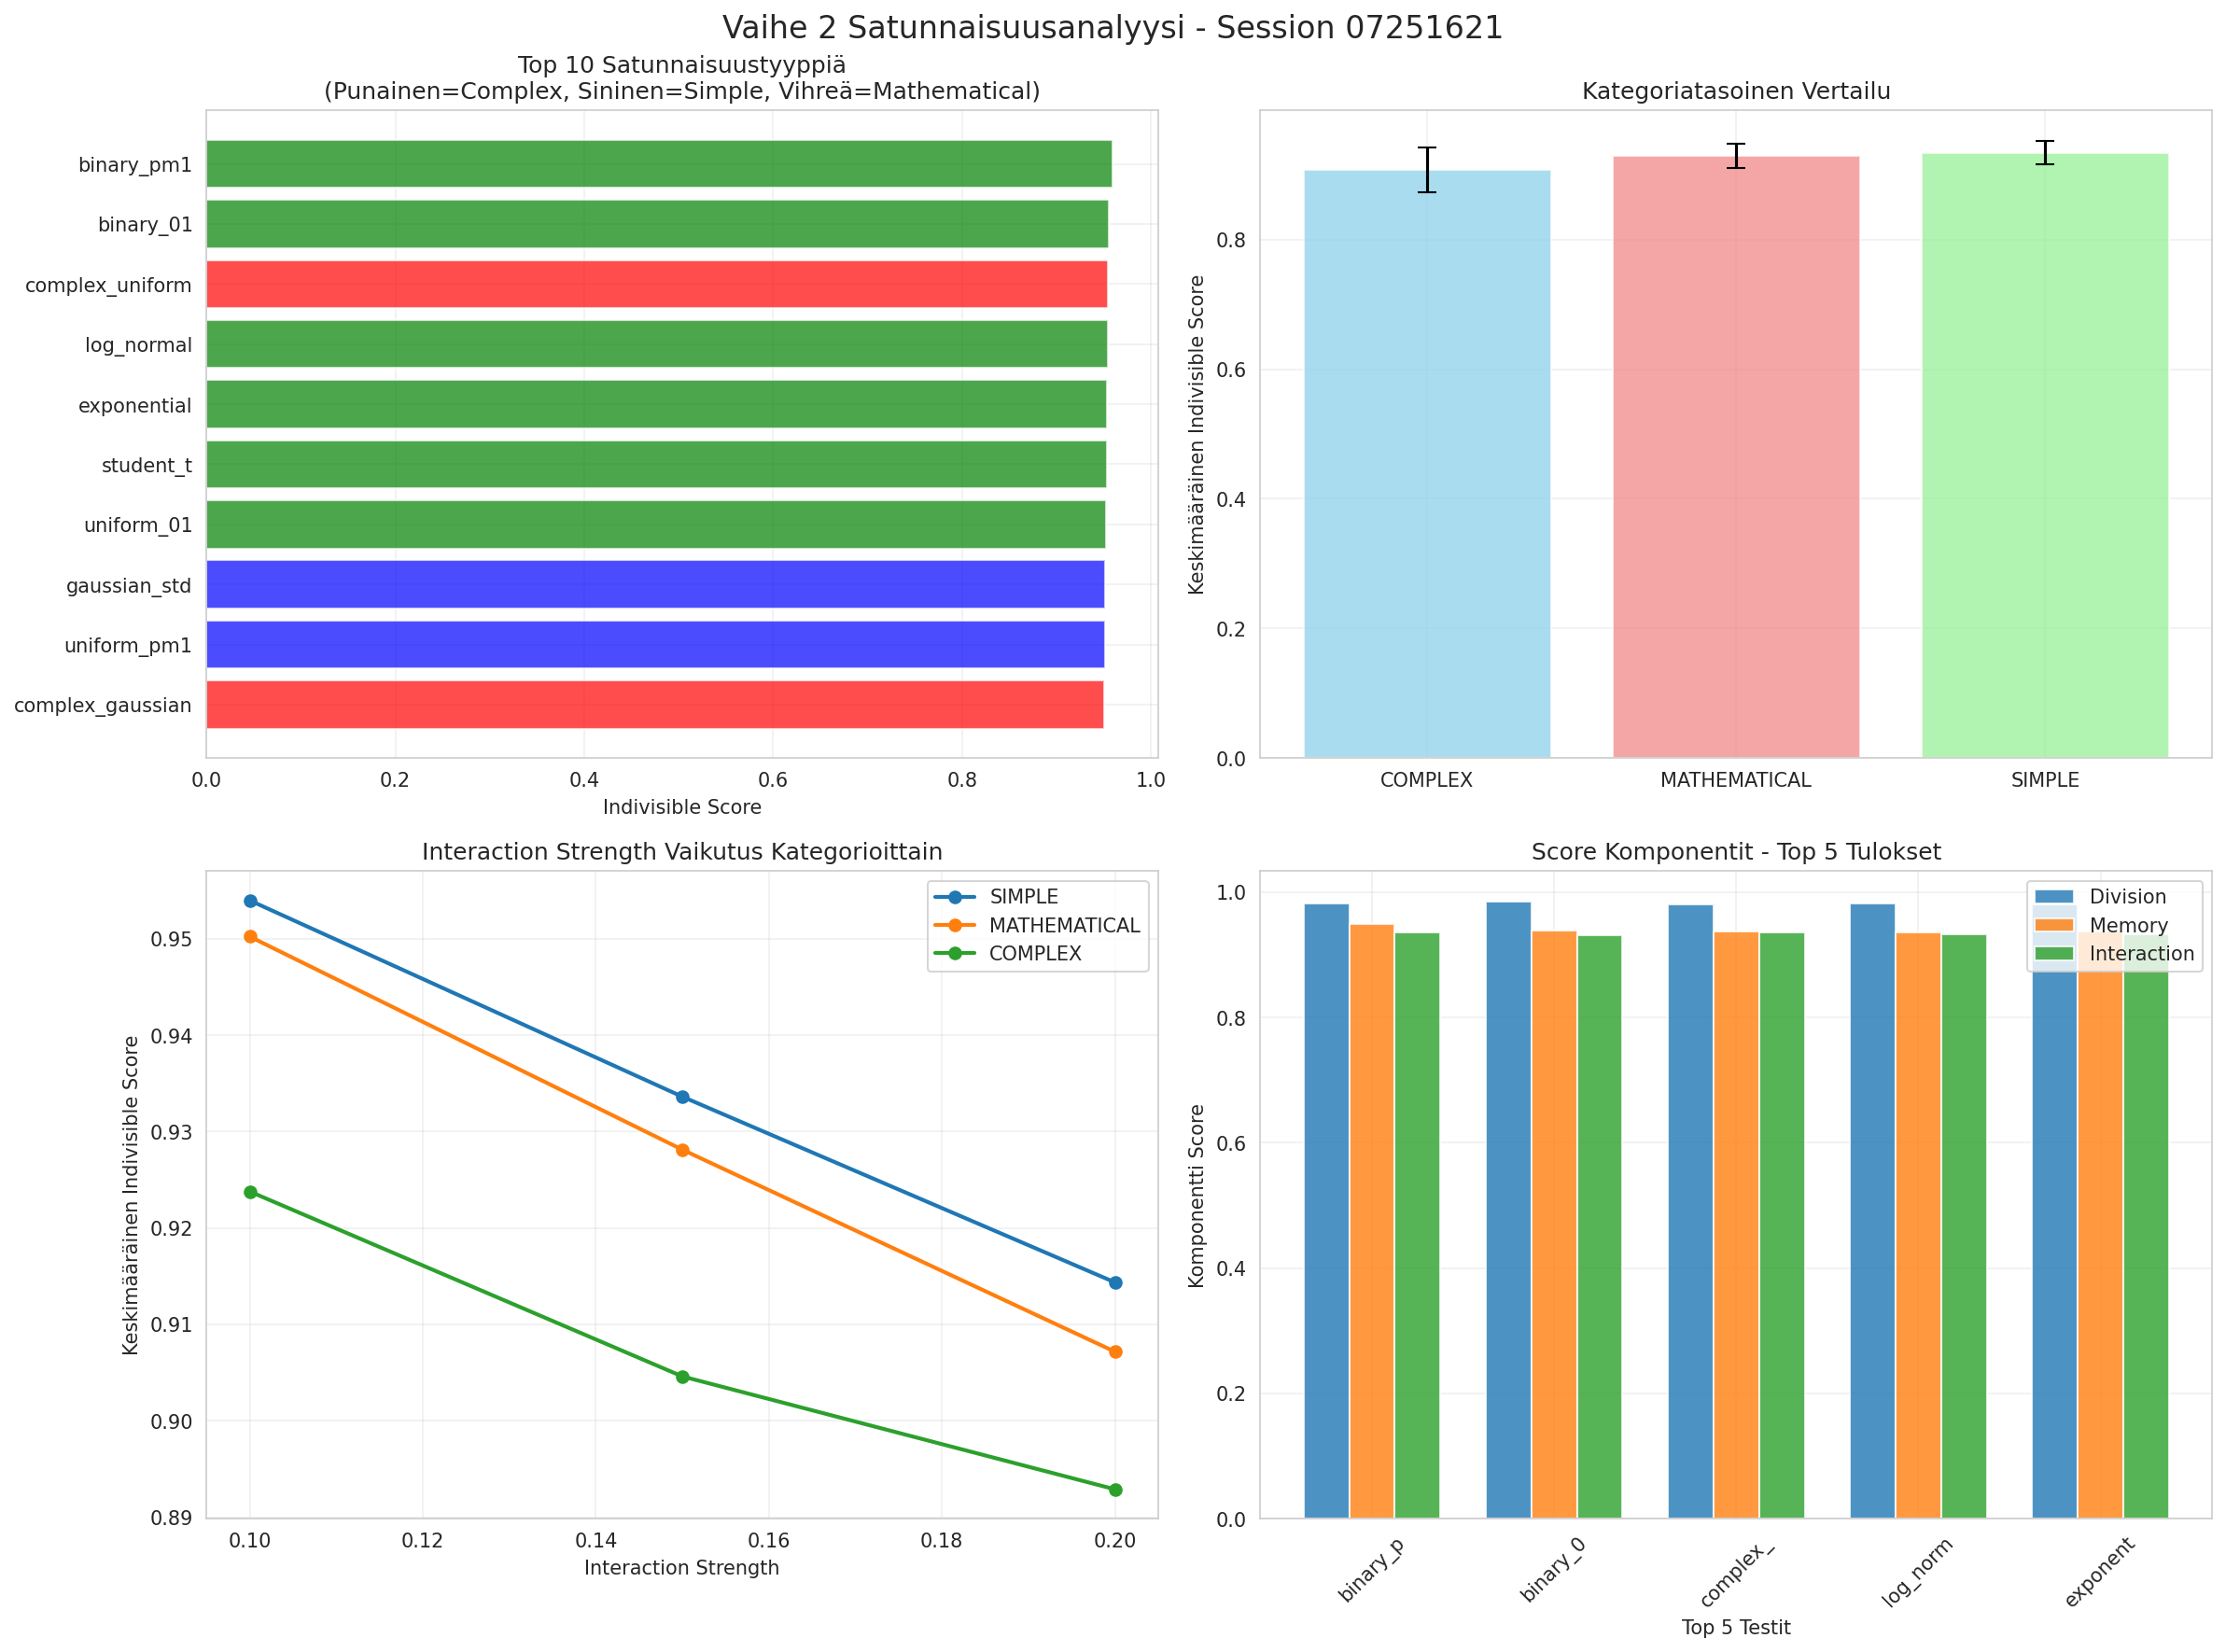 Vaihe 2 Satunnaisuusanalyysi - Session 07251621
Top 10 Satunnaisuustyyppiä
(Punainen=Complex, Sininen=Simple, Vihreä=Mathematical)
binary_pm1
binary_01
complex_uniform
log_normal
exponential
student_t
uniform_01
gaussian_std
uniform_pm1
complex_gaussian
0.0 0.2 0.4 0.6 0.8 1.0
Indivisible Score
Kategoriatasoinen Vertailu
Keskimääräinen Indivisible Score
0.8
0.6
0.4
0.2
0.0
COMPLEX MATHEMATICAL SIMPLE
Interaction Strength Vaikutus Kategorioittain
SIMPLE
MATHEMATICAL
COMPLEX
Keskimääräinen Indivisible Score
0.95
0.94
0.93
0.92
0.91
0.90
0.89
0.10 0.12 0.14 0.16 0.18 0.20
Interaction Strength
Score Komponentit - Top 5 Tulokset
Division
Memory
Interaction
Komponentti Score
1.0
0.8
0.6
0.4
0.2
0.0
binary_p binary_0 complex_ log_norm exponent
Top 5 Testit